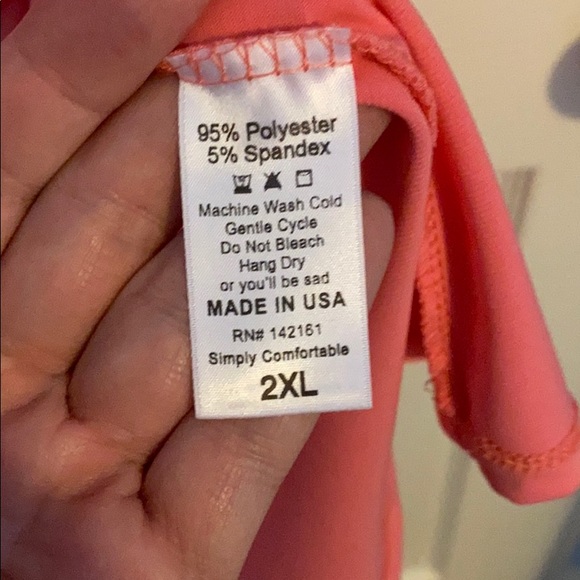 95% Polyester
5% Spandex
Machine Wash Cold
Gentle Cycle
Do Not Bleach
Hang Dry
or you'll be sad
MADE IN USA
RN# 142161
Simply Comfortable
2XL